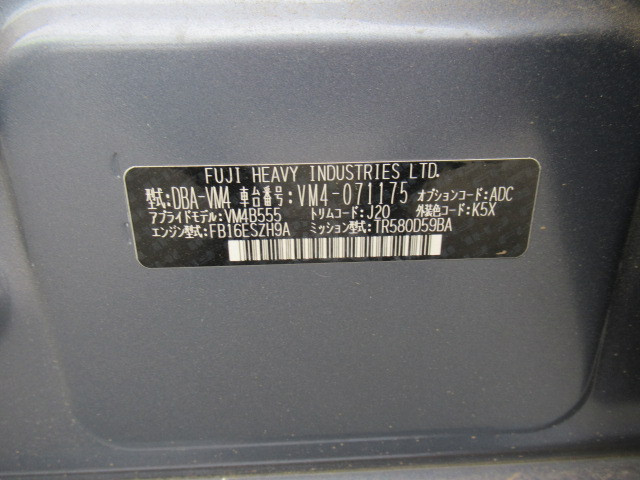 FUJI HEAVY INDUSTRIES LTD.
型式:DBA-VM4 車台番号:VM4-071175 オプションコード:ADC
アプライドモデル:VM4B555 トリムコード:J20 外装色コード:K5X
エンジン型式:FB16ESZH9A ミッション型式:TR580D59BA